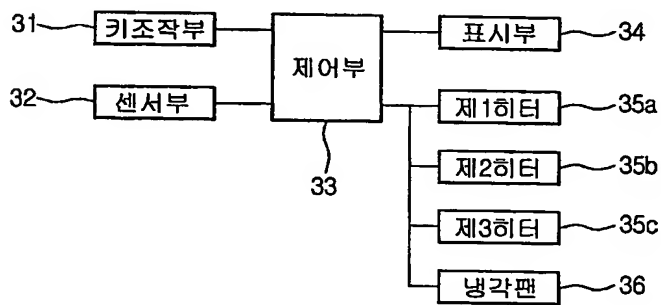 31 키조작부
32 센서부
제어부
33
표시부 34
제1히터 35a
제2히터 35b
제3히터 35c
냉각팬 36